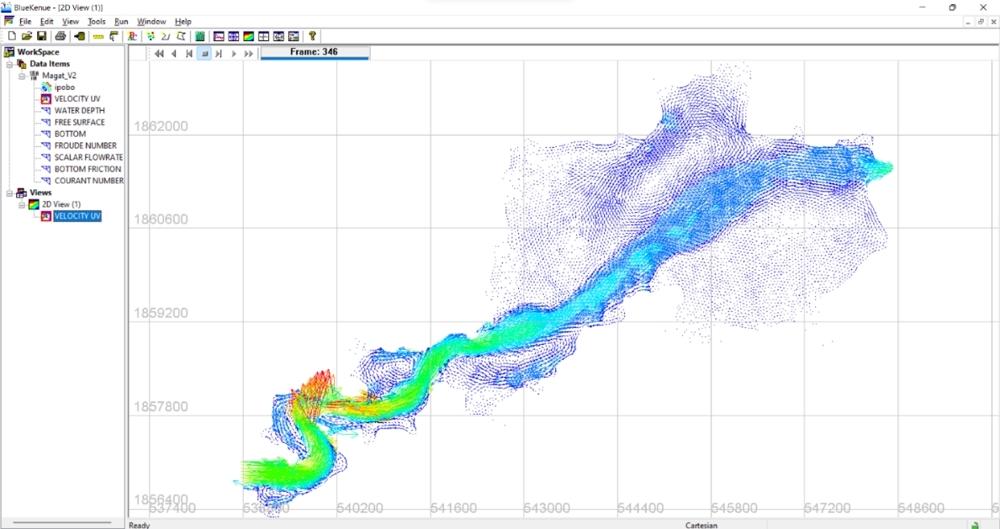 BlueKenue - [2D View (1)]
File Edit View Tools Run Window Help
WorkSpace
Data Items
Magat_V2
ipobo
VELOCITY UV
WATER DEPTH
FREE SURFACE
BOTTOM
FROUDE NUMBER
SCALAR FLOWRATE
BOTTOM FRICTION
COURANT NUMBER
Views
2D View (1)
VELOCITY UV
Frame: 346
1862000
1860600
1859200
1857800
1856400
537400 540200 541600 543000 544400 545800 547200 548600
Ready Cartesian